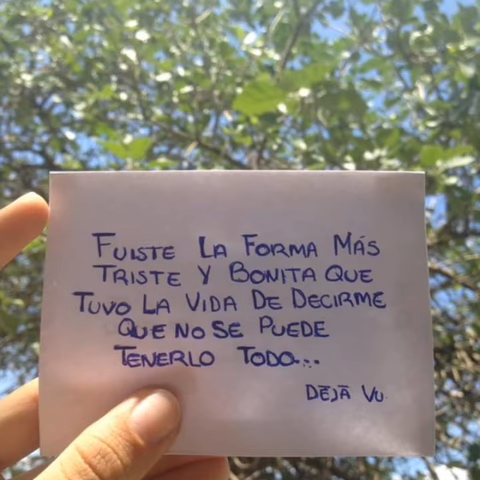 FUISTE LA FORMA MÁS
TRISTE Y BONITA QUE
TUVO LA VIDA DE DECIRME
QUE NO SE PUEDE
TENERLO TODO...
DEJĀ VU